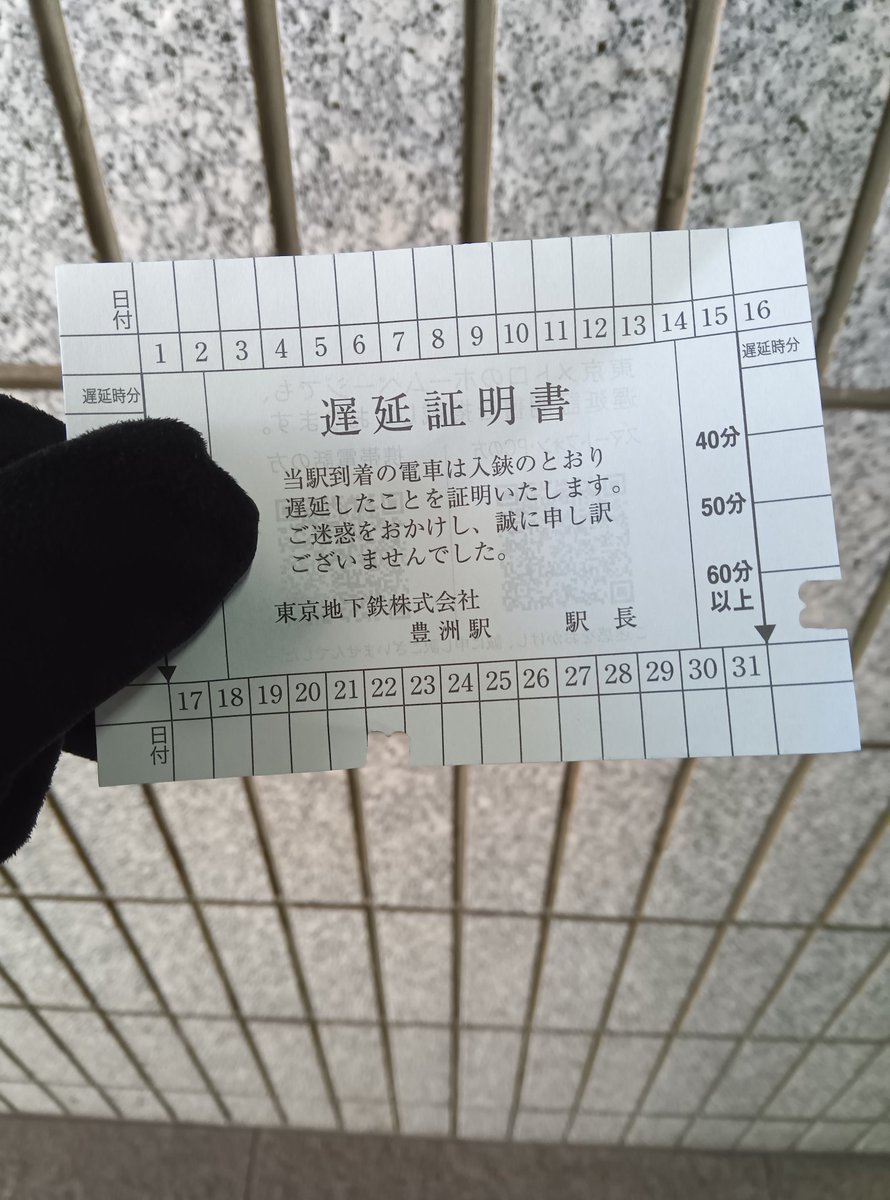 日付
1 2 3 4 5 6 7 8 9 10 11 12 13 14 15 16
遅延時分
遅延時分
遅延証明書
当駅到着の電車は入鋏のとおり
遅延したことを証明いたします。
ご迷惑をおかけし、誠に申し訳
ございませんでした。
東京地下鉄株式会社
豊洲駅 駅長
40分
50分
60分
以上
17 18 19 20 21 22 23 24 25 26 27 28 29 30 31
日付